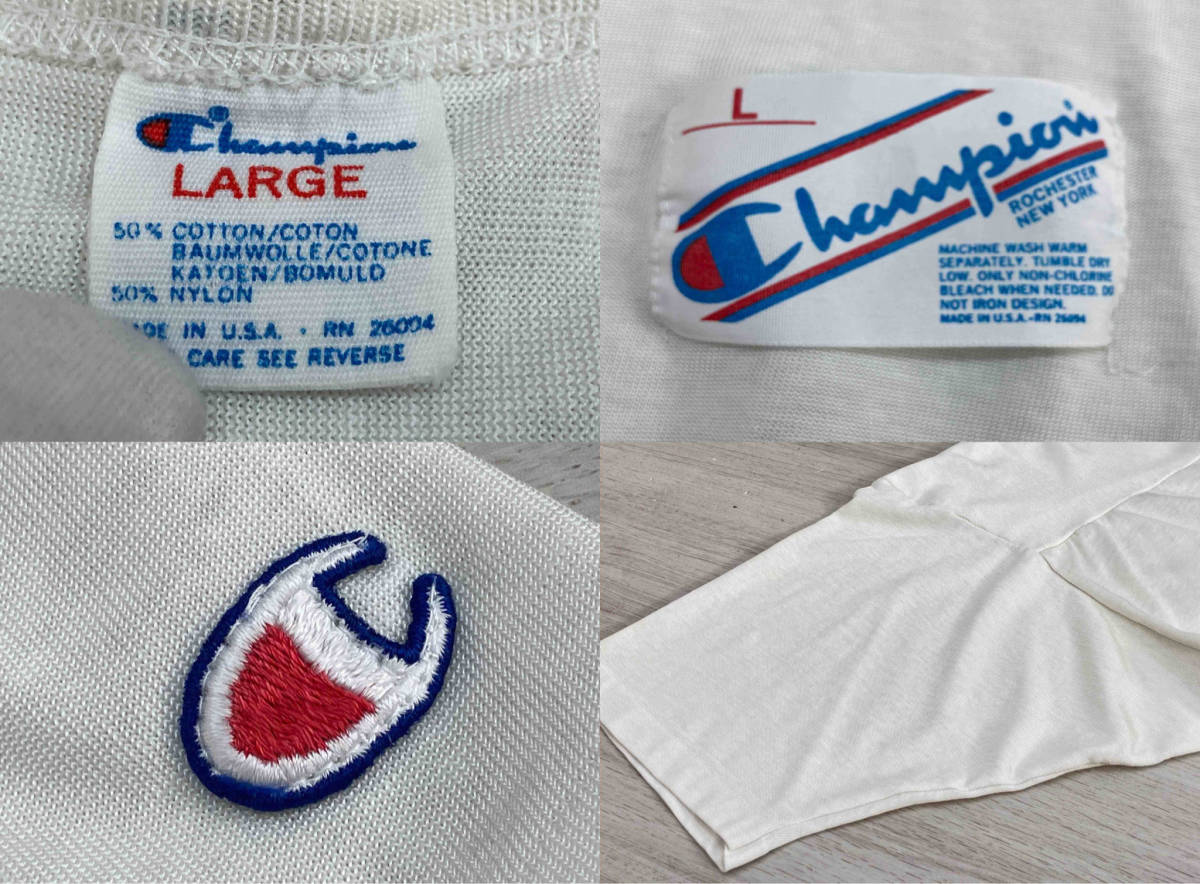 Champion
LARGE
50% COTTON/COTON
BAUMWOLLE/COTONE
KATOEN/BOMULD
50% NYLON
IN U.S.A. · RN 26094
CARE SEE REVERSE
L
Champion
ROCHESTER
NEW YORK
MACHINE WASH WARM
SEPARATELY. TUMBLE DRY
LOW. ONLY NON-CHLORINE
BLEACH WHEN NEEDED. DO
NOT IRON DESIGN.
MADE IN U.S.A.-RN 26094